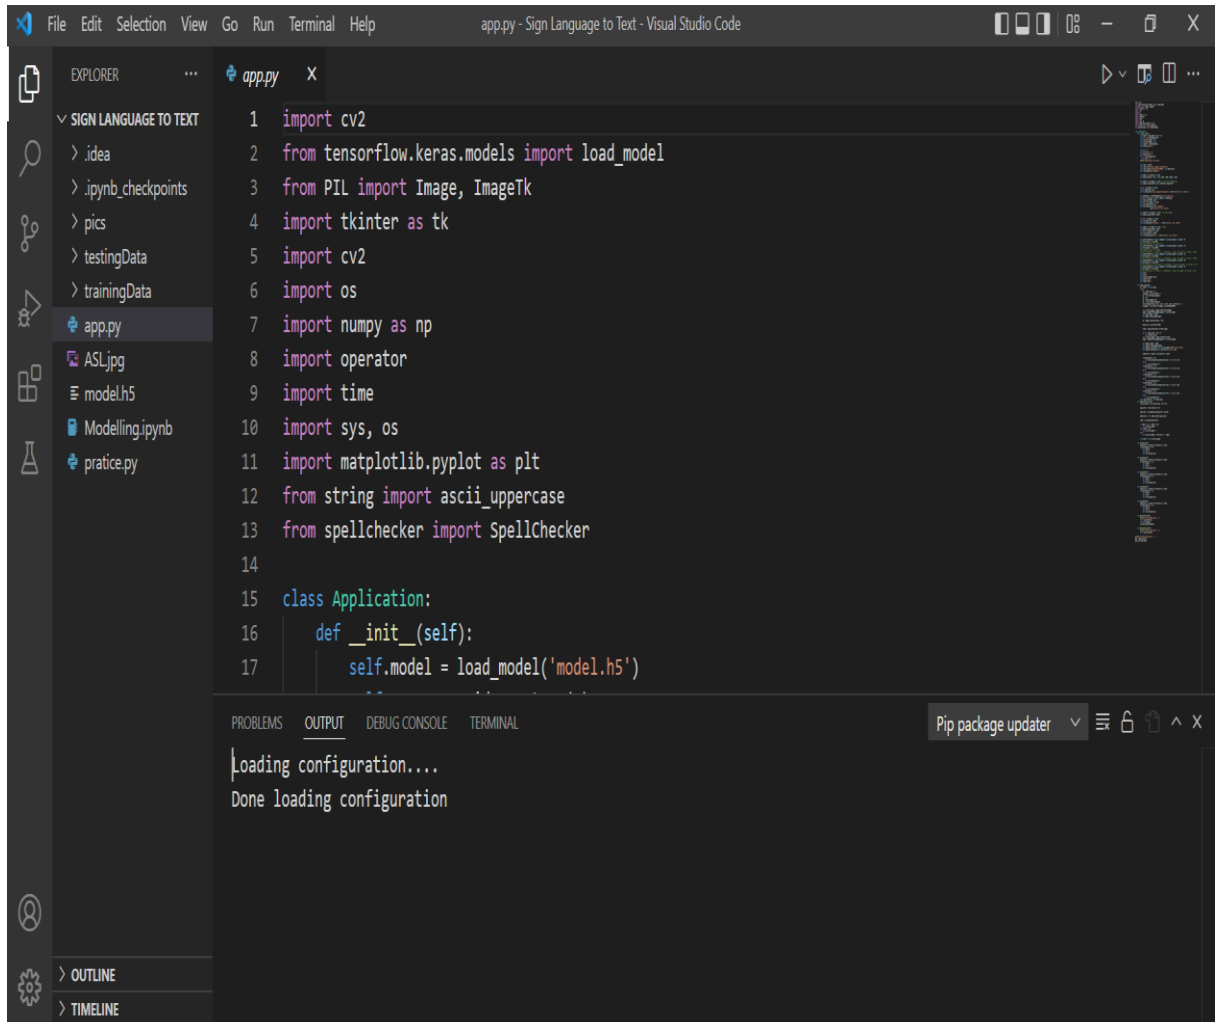 File Edit Selection View Go Run Terminal Help app.py - Sign Language to Text - Visual Studio Code
EXPLORER
app.py
SIGN LANGUAGE TO TEXT
.idea
.ipynb_checkpoints
pics
testingData
trainingData
app.py
ASL.jpg
model.h5
Modelling.ipynb
pratice.py
OUTLINE
TIMELINE
1 import cv2
2 from tensorflow.keras.models import load_model
3 from PIL import Image, ImageTk
4 import tkinter as tk
5 import cv2
6 import os
7 import numpy as np
8 import operator
9 import time
10 import sys, os
11 import matplotlib.pyplot as plt
12 from string import ascii_uppercase
13 from spellchecker import SpellChecker
14
15 class Application:
16 def __init__(self):
17 self.model = load_model('model.h5')
PROBLEMS OUTPUT DEBUG CONSOLE TERMINAL Pip package updater
Loading configuration....
Done loading configuration